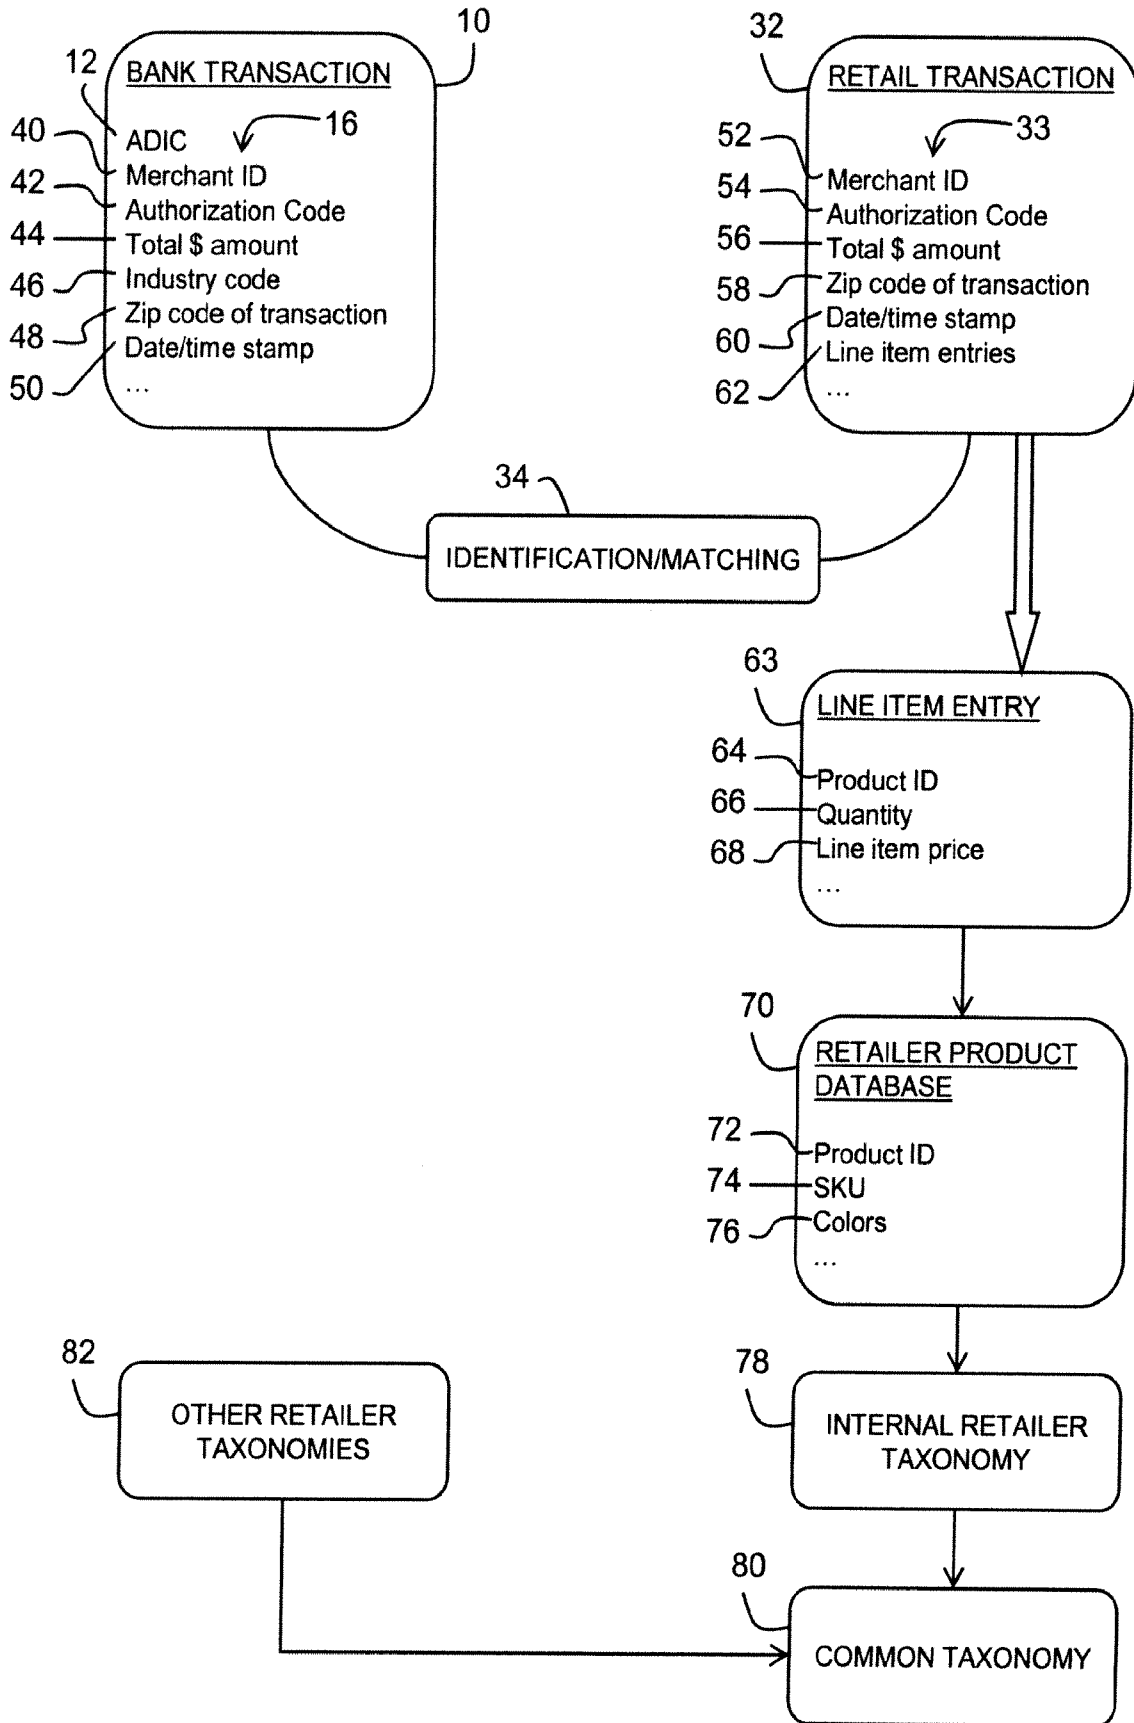 10
12
BANK TRANSACTION
16
ADIC
40
Merchant ID
42
Authorization Code
44
Total $ amount
46
Industry code
48
Zip code of transaction
50
Date/time stamp
...
32
RETAIL TRANSACTION
33
52
Merchant ID
54
Authorization Code
56
Total $ amount
58
Zip code of transaction
60
Date/time stamp
62
Line item entries
...
34
IDENTIFICATION/MATCHING
63
LINE ITEM ENTRY
64
Product ID
66
Quantity
68
Line item price
...
70
RETAILER PRODUCT
DATABASE
72
Product ID
74
SKU
76
Colors
...
82
OTHER RETAILER
TAXONOMIES
78
INTERNAL RETAILER
TAXONOMY
80
COMMON TAXONOMY